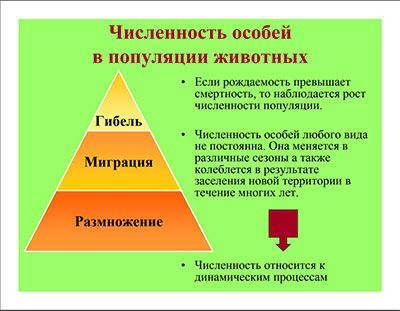 Численность особей
в популяции животных
Гибель
Миграция
Размножение
• Если рождаемость превышает
смертность, то наблюдается рост
численности популяции.
• Численность особей любого вида
не постоянна. Она меняется в
различные сезоны а также
колеблется в результате
заселения новой территории в
течение многих лет.
• Численность относится к
динамическим процессам